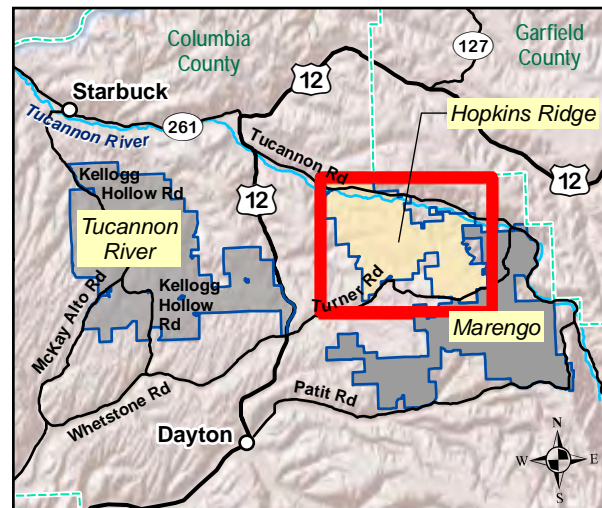 Columbia
County
Garfield
County
127
12
Starbuck
Tucannon River
261
Hopkins Ridge
Tucannon Rd
12
12
Kellogg
Hollow Rd
Tucannon
River
McKay Alto Rd
Kellogg
Hollow
Rd
Turner Rd
Marengo
Whetstone Rd
Patit Rd
Dayton
N
W
E
S